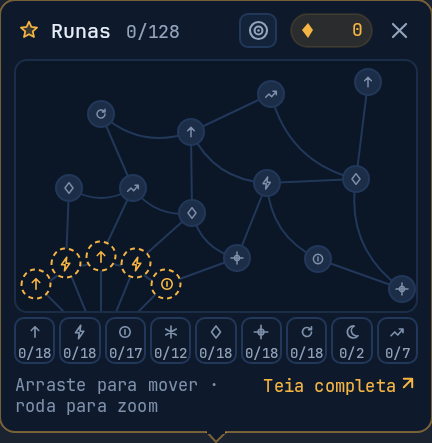 Runas 0/128 0
0/18 0/18 0/17 0/12 0/18 0/18 0/18 0/2 0/7
Arraste para mover · Teia completa
roda para zoom